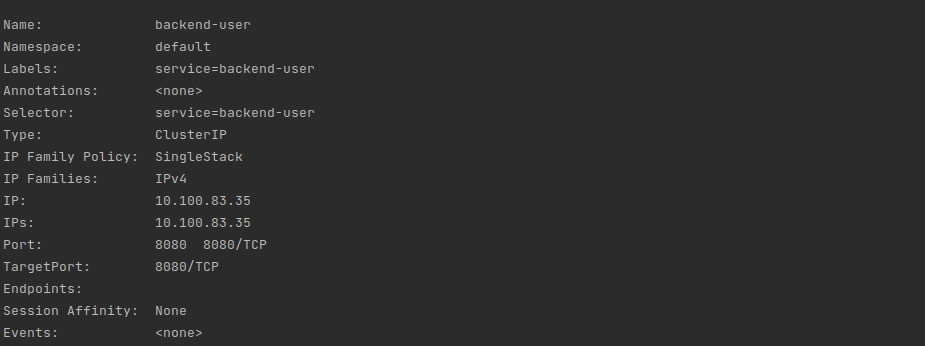 Name:              backend-user
Namespace:         default
Labels:            service=backend-user
Annotations:       <none>
Selector:          service=backend-user
Type:              ClusterIP
IP Family Policy:  SingleStack
IP Families:       IPv4
IP:                10.100.83.35
IPs:               10.100.83.35
Port:              8080  8080/TCP
TargetPort:        8080/TCP
Endpoints:
Session Affinity:  None
Events:            <none>